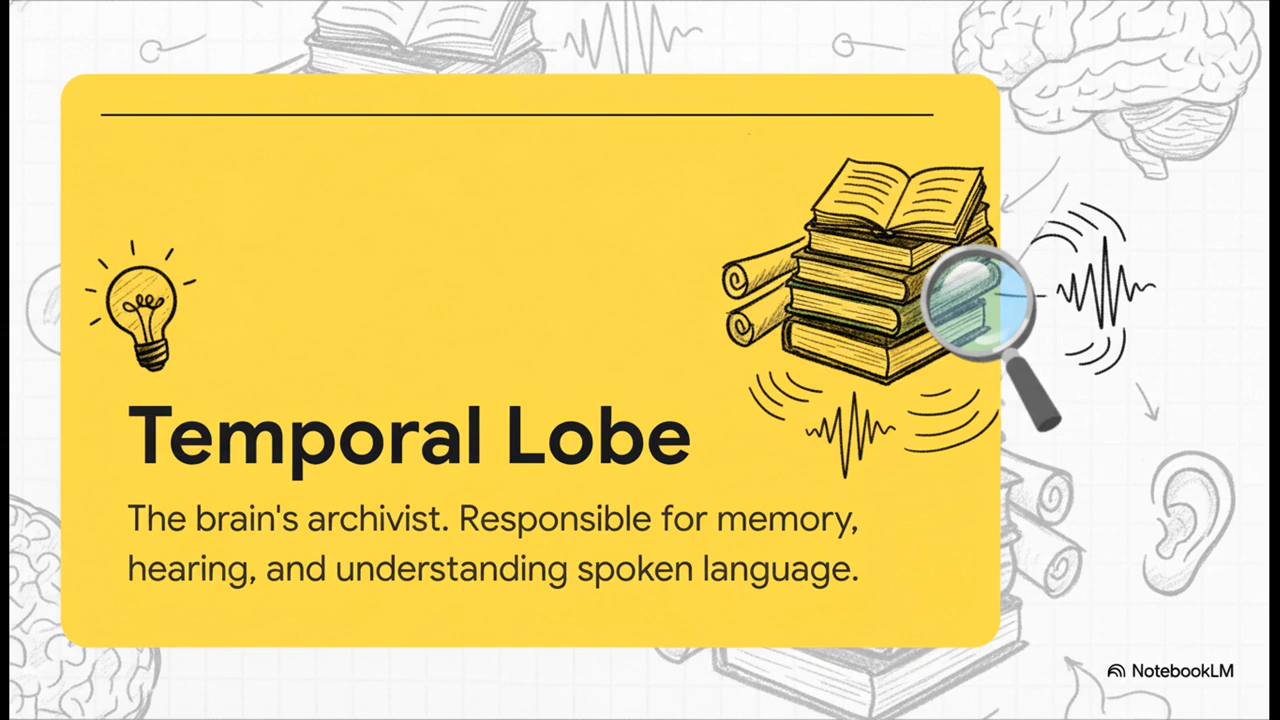 Temporal Lobe
The brain's archivist. Responsible for memory,
hearing, and understanding spoken language.
NotebookLM